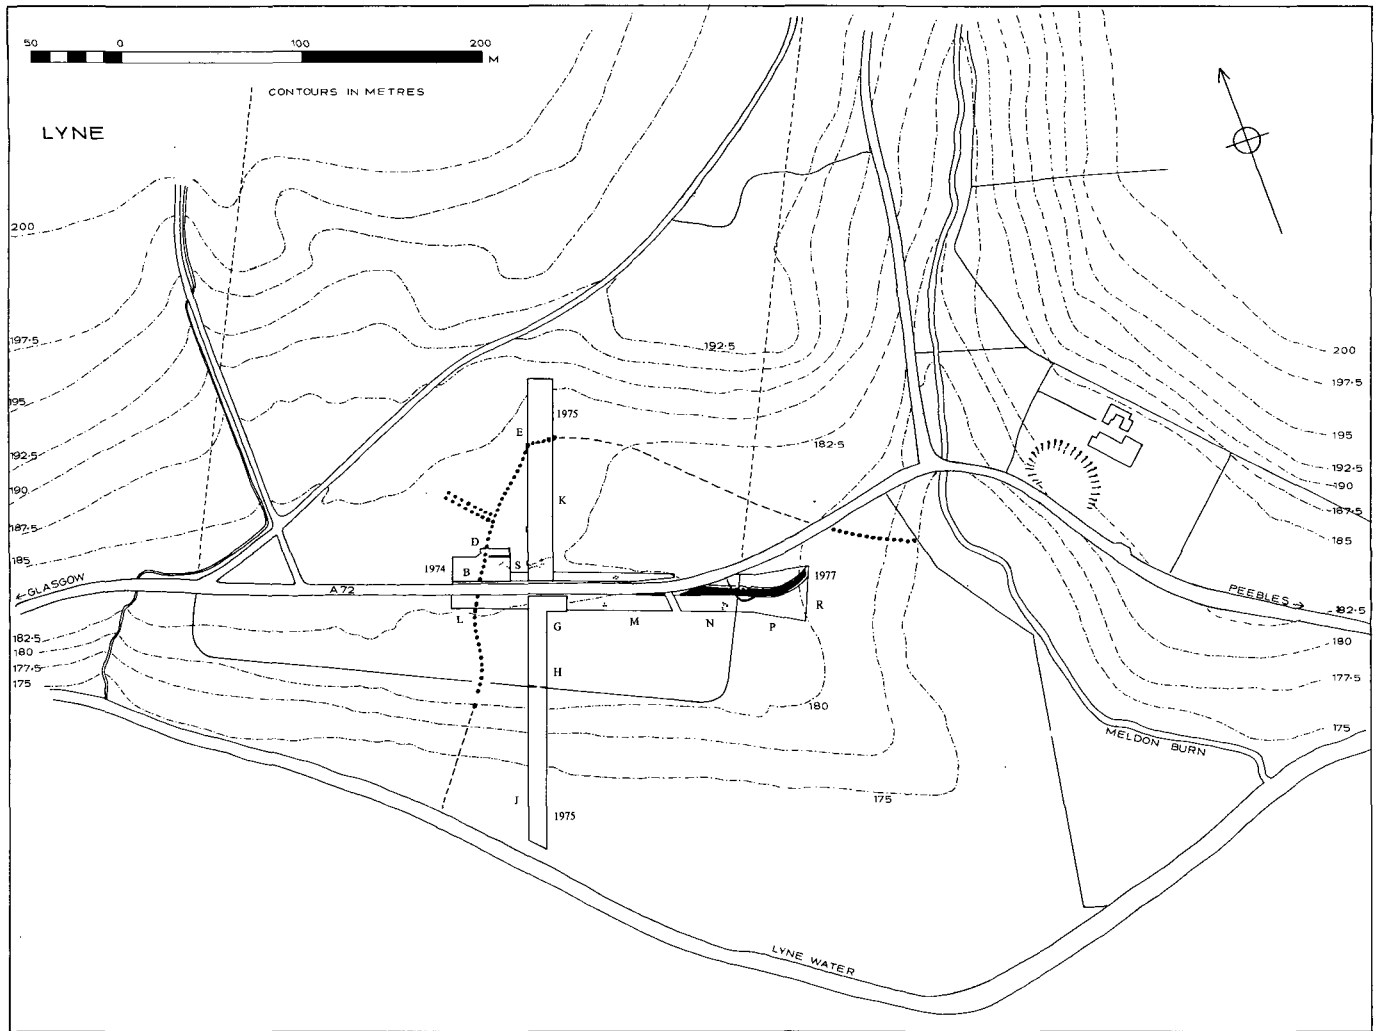 50 0 100 200 M
CONTOURS IN METRES
LYNE
200
197·5
195
192·5
190
187·5
185
192·5
200
197·5
195
192·5
190
187·5
185
182·5
1975
E
182·5
K
D
S
1974
B
1977
← GLASGOW
A72
PEEBLES →
182·5
L
G
M
N
P
R
182·5
180
177·5
175
H
180
180
177·5
175
MELDON BURN
175
J
1975
LYNE WATER